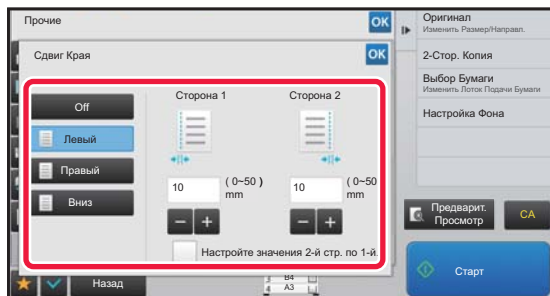 Прочие
OK
Сдвиг Края
OK
Off
Левый
Правый
Вниз
Сторона 1
Сторона 2
10
( 0~50 )
mm
10
( 0~50
mm
Настройте значения 2-й стр. по 1-й.
Назад
B4
A3
Оригинал
Изменить Размер/Направл.
2-Стор. Копия
Выбор Бумаги
Изменить Лоток Подачи Бумаги
Настройка Фона
Предварит.
Просмотр
CA
Старт